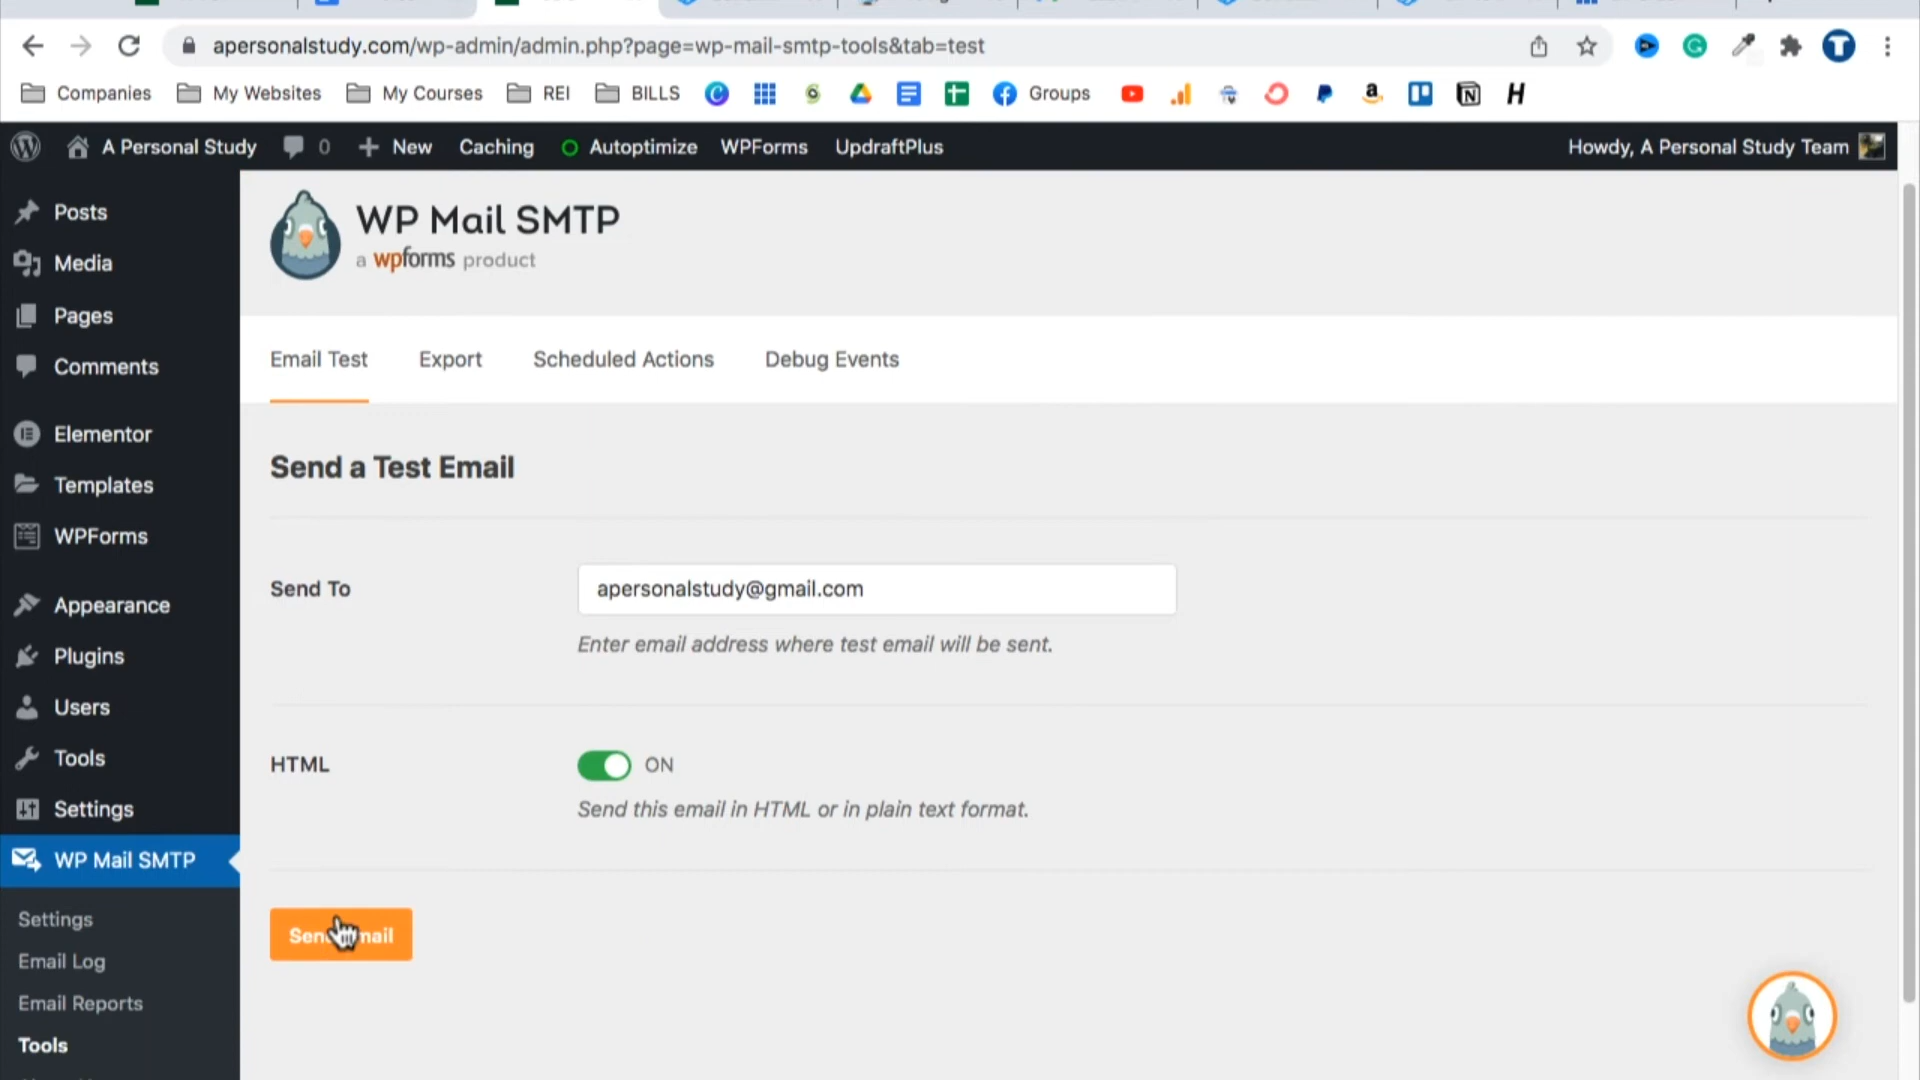 apersonalstudy.com/wp-admin/admin.php?page=wp-mail-smtp-tools&tab=test
Companies My Websites My Courses REI BILLS Groups
A Personal Study 0 New Caching Autoptimize WPForms UpdraftPlus Howdy, A Personal Study Team
Posts
Media
Pages
Comments
Elementor
Templates
WPForms
Appearance
Plugins
Users
Tools
Settings
WP Mail SMTP
Settings
Email Log
Email Reports
Tools
WP Mail SMTP
a wpforms product
Email Test Export Scheduled Actions Debug Events
Send a Test Email
Send To apersonalstudy@gmail.com
Enter email address where test email will be sent.
HTML ON
Send this email in HTML or in plain text format.